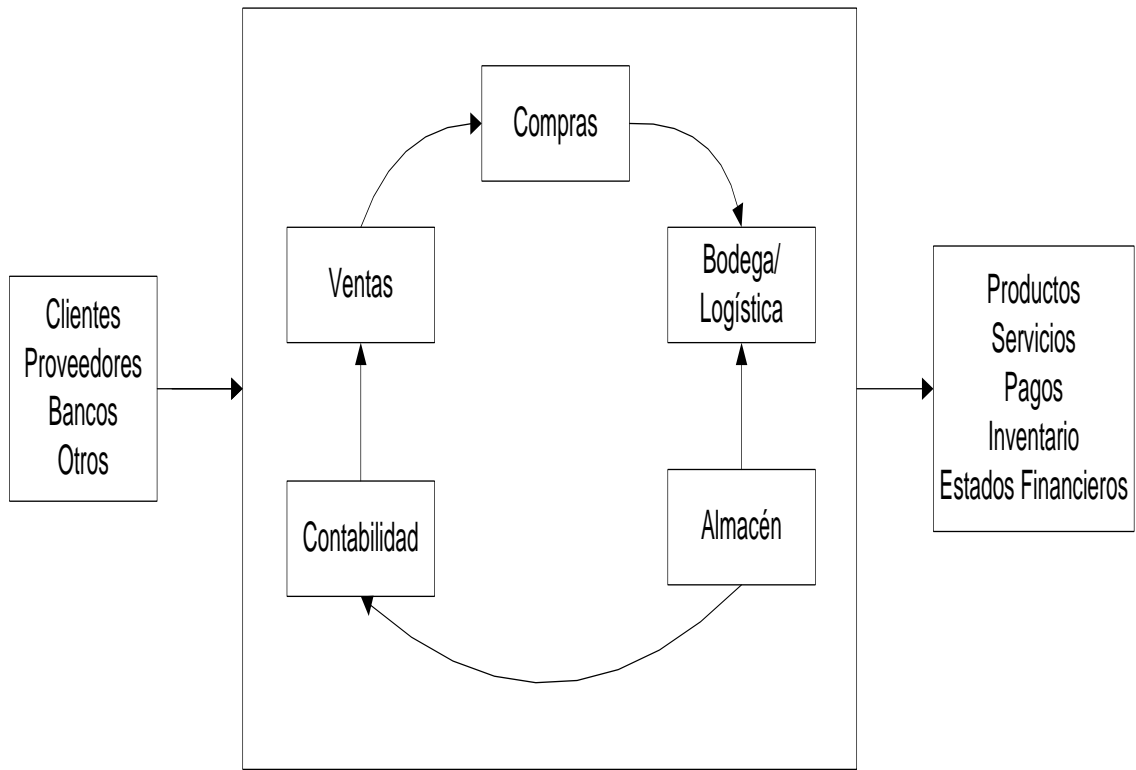 Compras
Ventas
Bodega/
Logística
Clientes
Proveedores
Bancos
Otros
Productos
Servicios
Pagos
Inventario
Estados Financieros
Contabilidad
Almacén